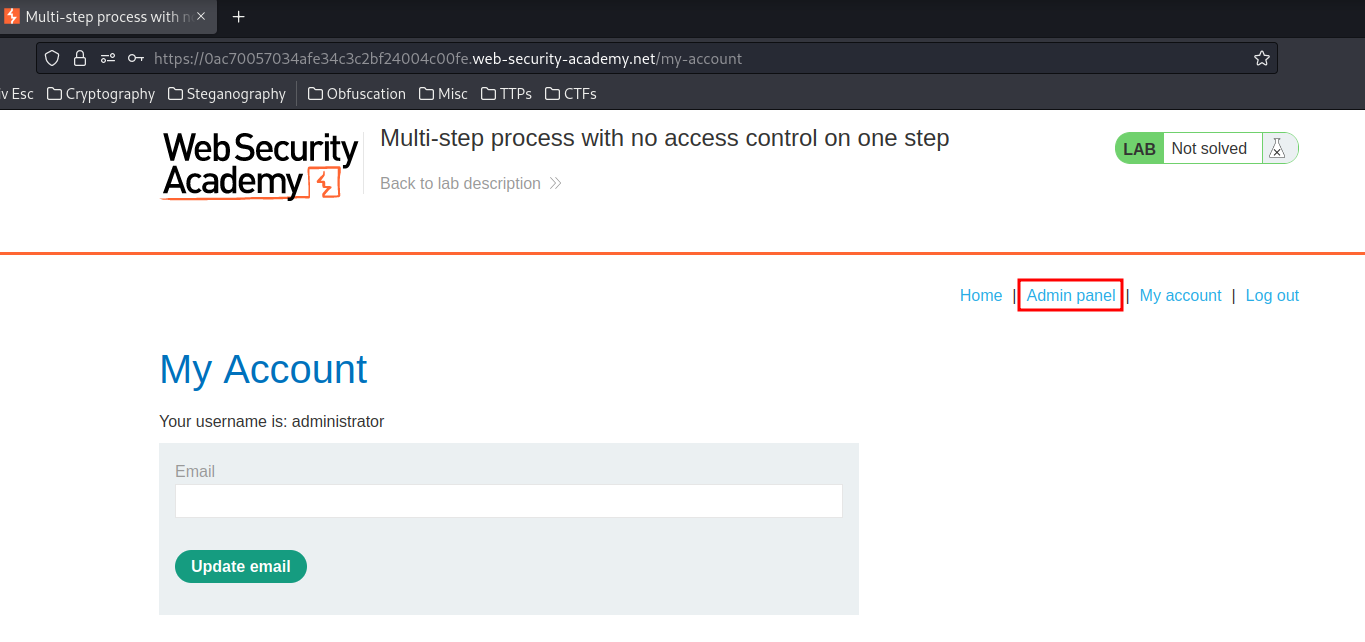 Multi-step process with n
https://0ac70057034afe34c3c2bf24004c00fe.web-security-academy.net/my-account
v Esc Cryptography Steganography Obfuscation Misc TTPs CTFs
WebSecurity
Academy
Multi-step process with no access control on one step
Back to lab description
LAB Not solved
Home | Admin panel | My account | Log out
My Account
Your username is: administrator
Email
Update email